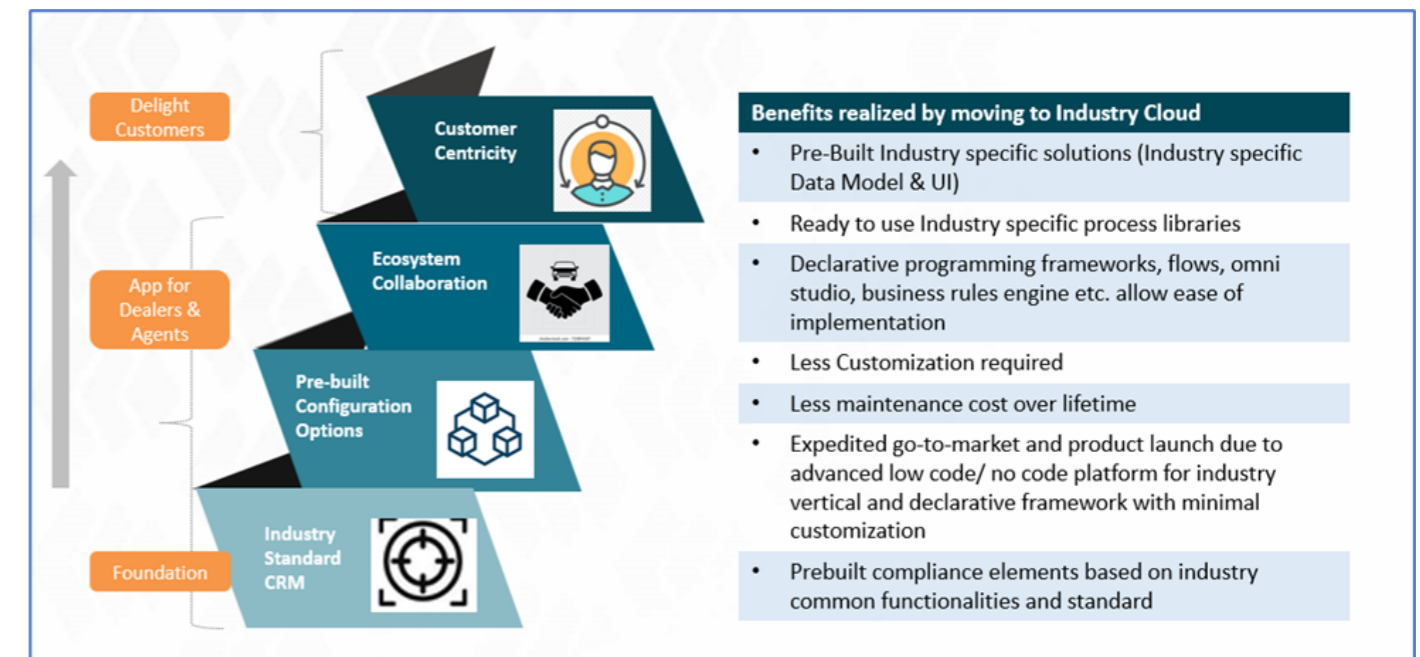 Delight
Customers
Customer
Centricity
App for
Dealers &
Agents
Ecosystem
Collaboration
Pre-built
Configuration
Options
Foundation
Industry
Standard
CRM
Benefits realized by moving to Industry Cloud
• Pre-Built Industry specific solutions (Industry specific
Data Model & UI)
• Ready to use Industry specific process libraries
• Declarative programming frameworks, flows, omni
studio, business rules engine etc. allow ease of
implementation
• Less Customization required
• Less maintenance cost over lifetime
• Expedited go-to-market and product launch due to
advanced low code/ no code platform for industry
vertical and declarative framework with minimal
customization
• Prebuilt compliance elements based on industry
common functionalities and standard